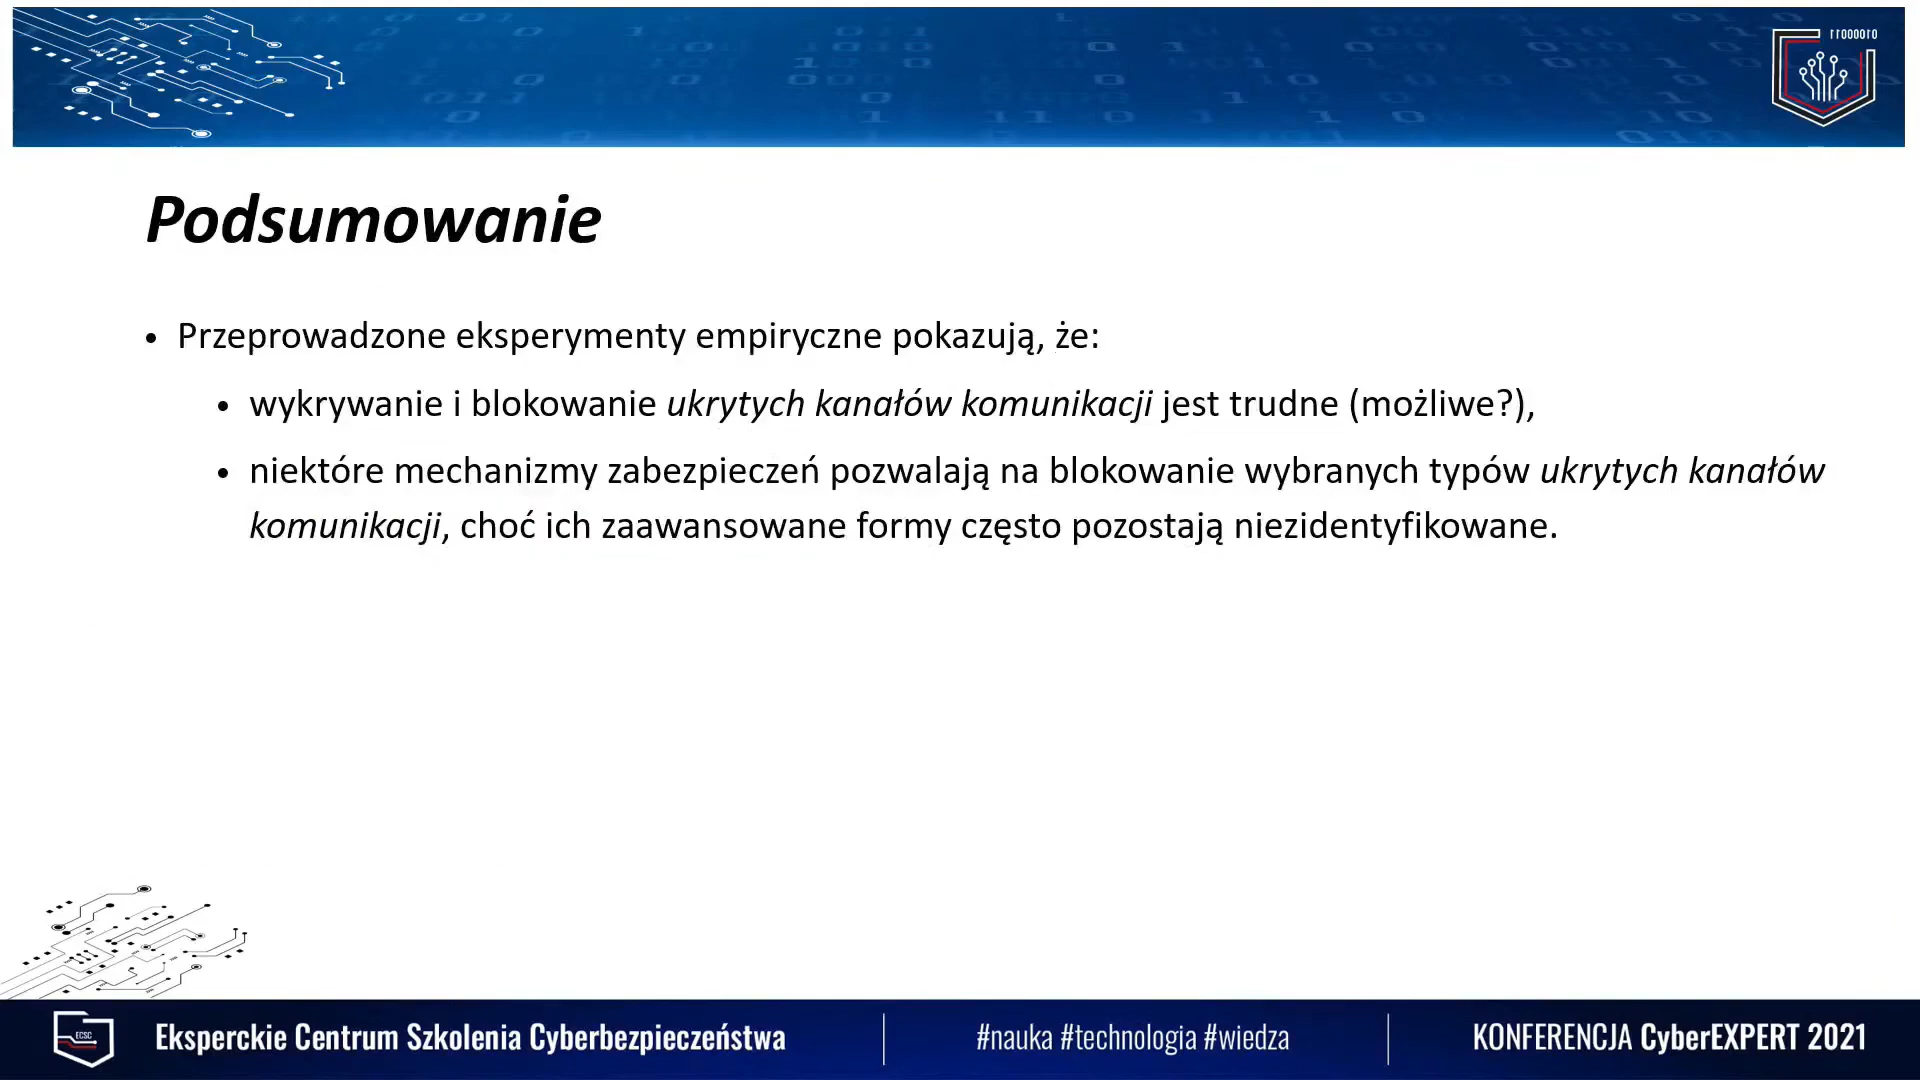 11000010
Podsumowanie
• Przeprowadzone eksperymenty empiryczne pokazują, że:
• wykrywanie i blokowanie ukrytych kanałów komunikacji jest trudne (możliwe?),
• niektóre mechanizmy zabezpieczeń pozwalają na blokowanie wybranych typów ukrytych kanałów
komunikacji, choć ich zaawansowane formy często pozostają niezidentyfikowane.
ECSC
Eksperckie Centrum Szkolenia Cyberbezpieczeństwa
#nauka #technologia #wiedza
KONFERENCJA CyberEXPERT 2021